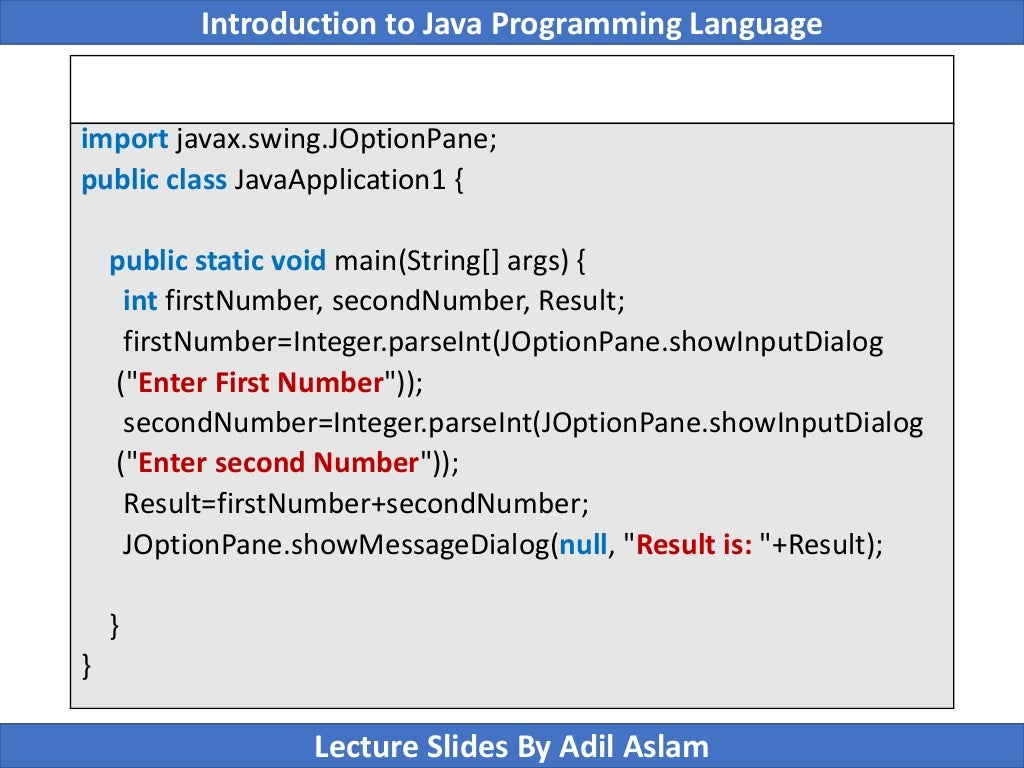 Introduction to Java Programming Language
import javax.swing.JOptionPane;
public class JavaApplication1 {
public static void main(String[] args) {
int firstNumber, secondNumber, Result;
firstNumber=Integer.parseInt(JOptionPane.showInputDialog
("Enter First Number"));
secondNumber=Integer.parseInt(JOptionPane.showInputDialog
("Enter second Number"));
Result=firstNumber+secondNumber;
JOptionPane.showMessageDialog(null, "Result is: "+Result);
}
}
Lecture Slides By Adil Aslam